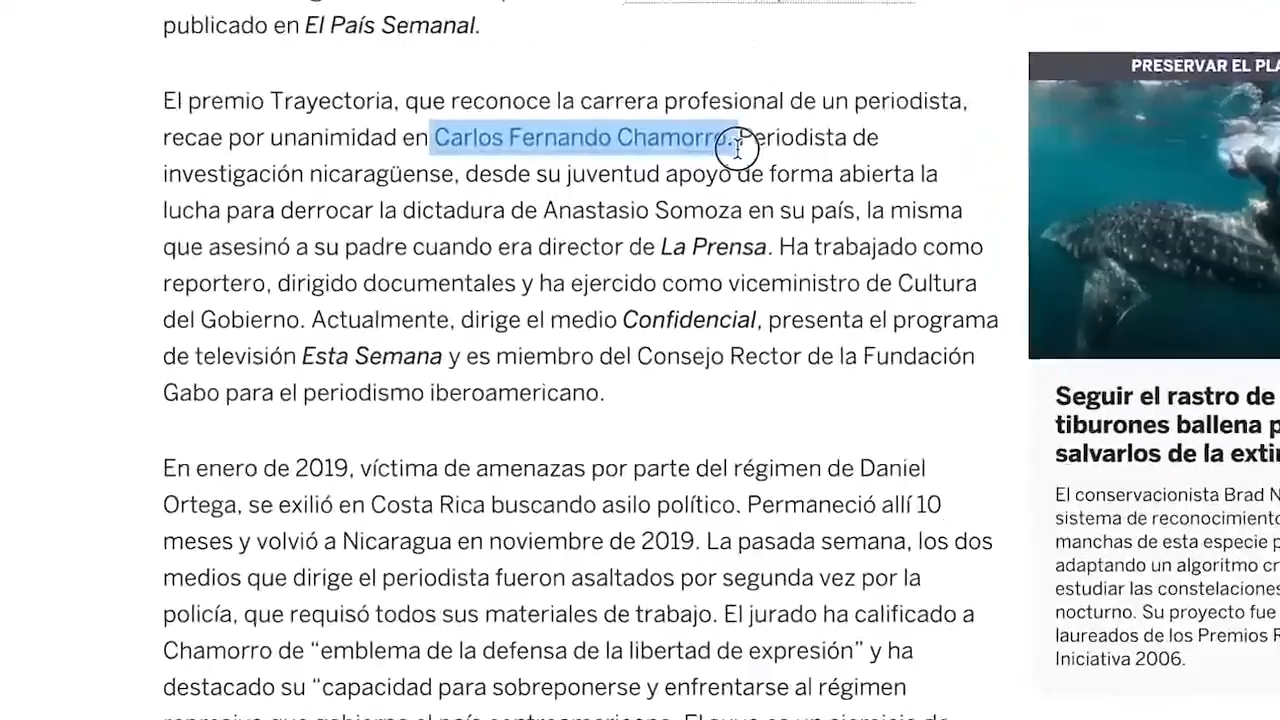 publicado en El País Semanal.
El premio Trayectoria, que reconoce la carrera profesional de un periodista,
recae por unanimidad en Carlos Fernando Chamorro. Periodista de
investigación nicaragüense, desde su juventud apoyó de forma abierta la
lucha para derrocar la dictadura de Anastasio Somoza en su país, la misma
que asesinó a su padre cuando era director de La Prensa. Ha trabajado como
reportero, dirigido documentales y ha ejercido como viceministro de Cultura
del Gobierno. Actualmente, dirige el medio Confidencial, presenta el programa
de televisión Esta Semana y es miembro del Consejo Rector de la Fundación
Gabo para el periodismo iberoamericano.
En enero de 2019, víctima de amenazas por parte del régimen de Daniel
Ortega, se exilió en Costa Rica buscando asilo político. Permaneció allí 10
meses y volvió a Nicaragua en noviembre de 2019. La pasada semana, los dos
medios que dirige el periodista fueron asaltados por segunda vez por la
policía, que requisó todos sus materiales de trabajo. El jurado ha calificado a
Chamorro de “emblema de la defensa de la libertad de expresión” y ha
destacado su “capacidad para sobreponerse y enfrentarse al régimen
PRESERVAR EL PLA
Seguir el rastro de
tiburones ballena p
salvarlos de la exti
El conservacionista Brad N
sistema de reconocimiento
manchas de esta especie p
adaptando un algoritmo cr
estudiar las constelaciones
nocturno. Su proyecto fue
laureados de los Premios R
Iniciativa 2006.